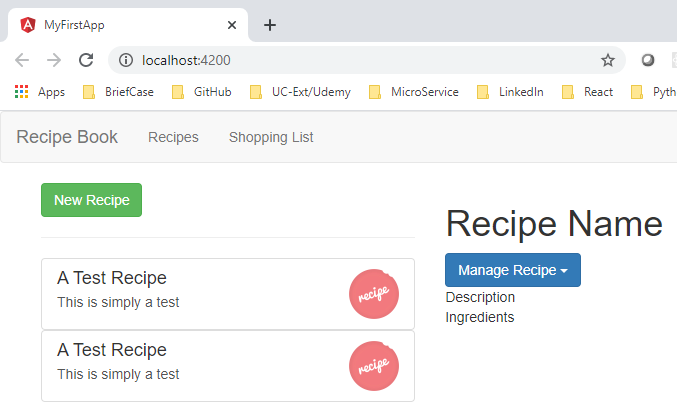 MyFirstApp
localhost:4200
Apps BriefCase GitHub UC-Ext/Udemy MicroService LinkedIn React Pyth
Recipe Book Recipes Shopping List
New Recipe
A Test Recipe
This is simply a test
recipe
A Test Recipe
This is simply a test
recipe
Recipe Name
Manage Recipe
Description
Ingredients